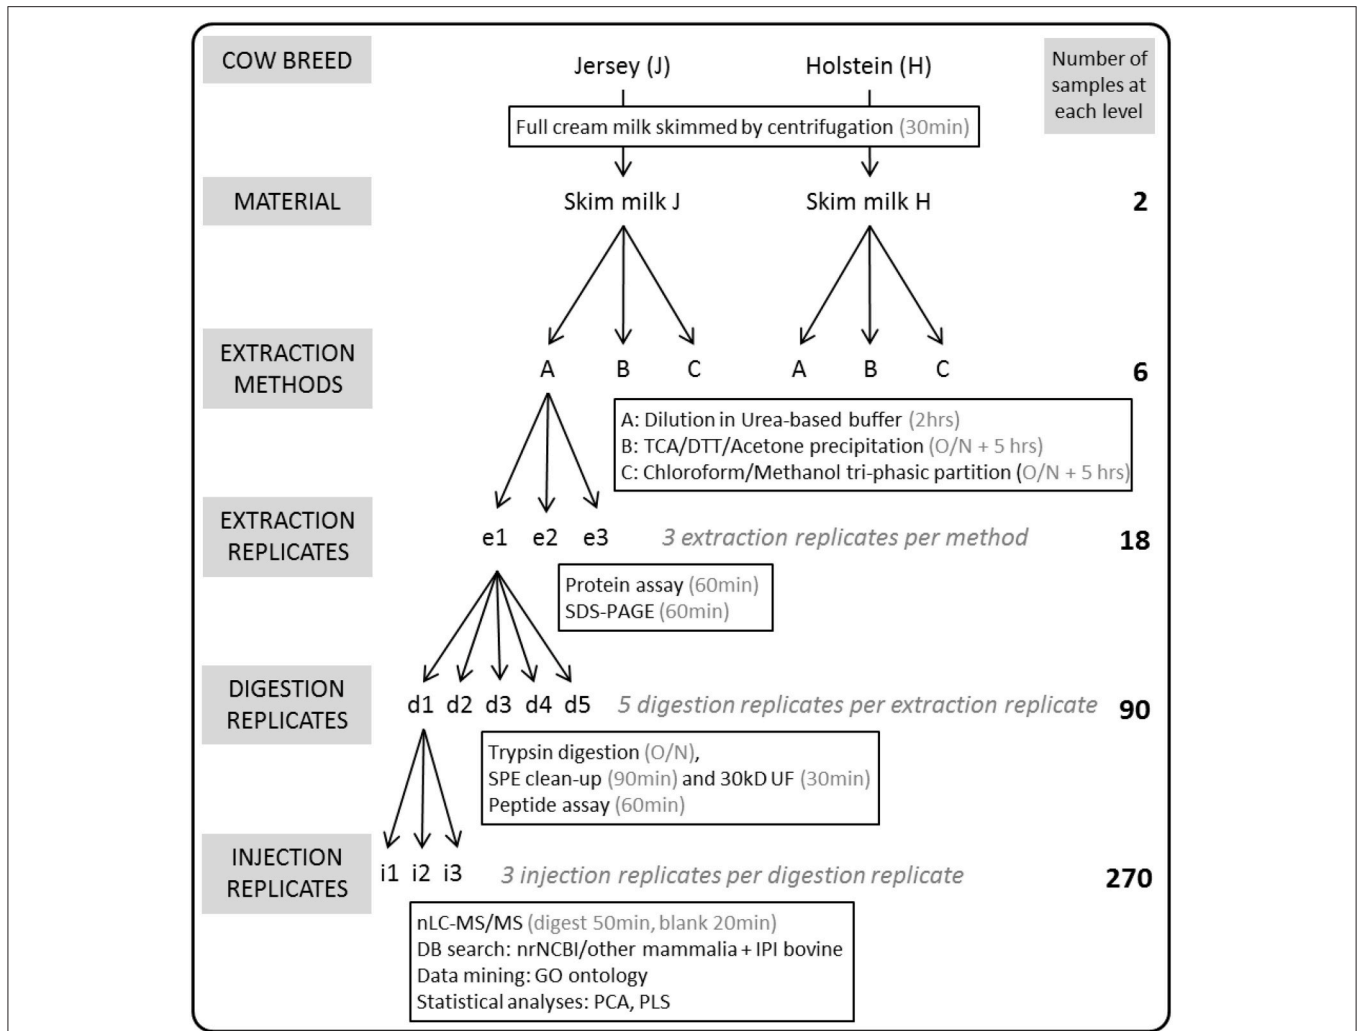 COW BREED
Jersey (J)
Holstein (H)
Number of
samples at
each level
Full cream milk skimmed by centrifugation (30min)
MATERIAL
Skim milk J
Skim milk H
2
EXTRACTION
METHODS
A
B
C
A
B
C
6
A: Dilution in Urea-based buffer (2hrs)
B: TCA/DTT/Acetone precipitation (O/N + 5 hrs)
C: Chloroform/Methanol tri-phasic partition (O/N + 5 hrs)
EXTRACTION
REPLICATES
e1 e2 e3
3 extraction replicates per method
18
Protein assay (60min)
SDS-PAGE (60min)
DIGESTION
REPLICATES
d1 d2 d3 d4 d5
5 digestion replicates per extraction replicate
90
Trypsin digestion (O/N),
SPE clean-up (90min) and 30kD UF (30min)
Peptide assay (60min)
INJECTION
REPLICATES
i1 i2 i3
3 injection replicates per digestion replicate
270
nLC-MS/MS (digest 50min, blank 20min)
DB search: nrNCBI/other mammalia + IPI bovine
Data mining: GO ontology
Statistical analyses: PCA, PLS